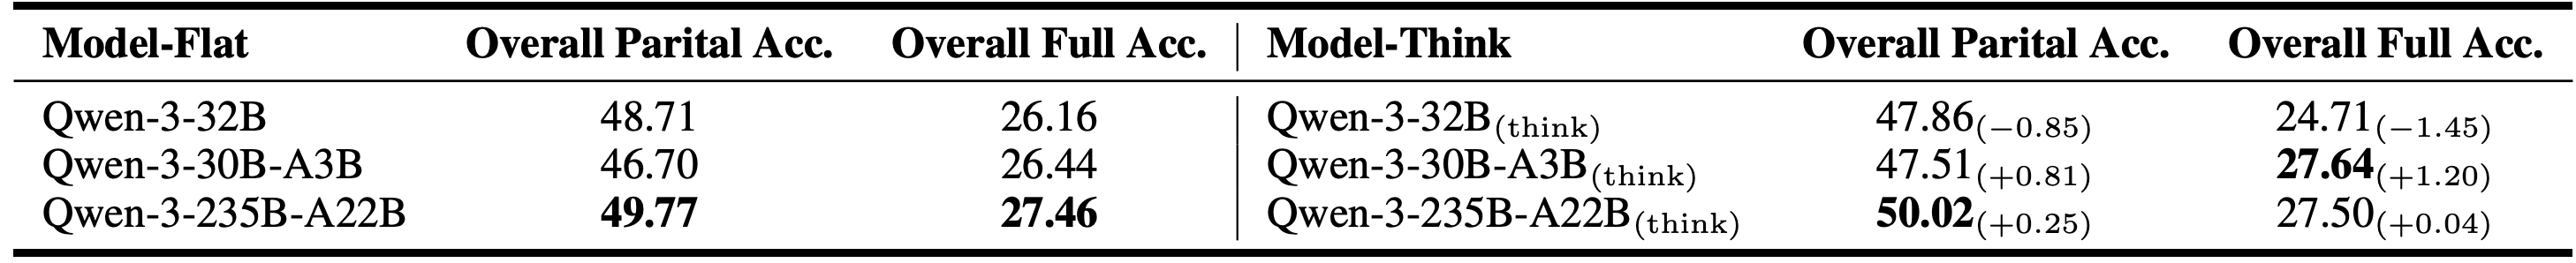 Model-Flat Overall Parital Acc. Overall Full Acc. Model-Think Overall Parital Acc. Overall Full Acc.
Qwen-3-32B 48.71 26.16 Qwen-3-32B(think) 47.86(−0.85) 24.71(−1.45)
Qwen-3-30B-A3B 46.70 26.44 Qwen-3-30B-A3B(think) 47.51(+0.81) 27.64(+1.20)
Qwen-3-235B-A22B 49.77 27.46 Qwen-3-235B-A22B(think) 50.02(+0.25) 27.50(+0.04)